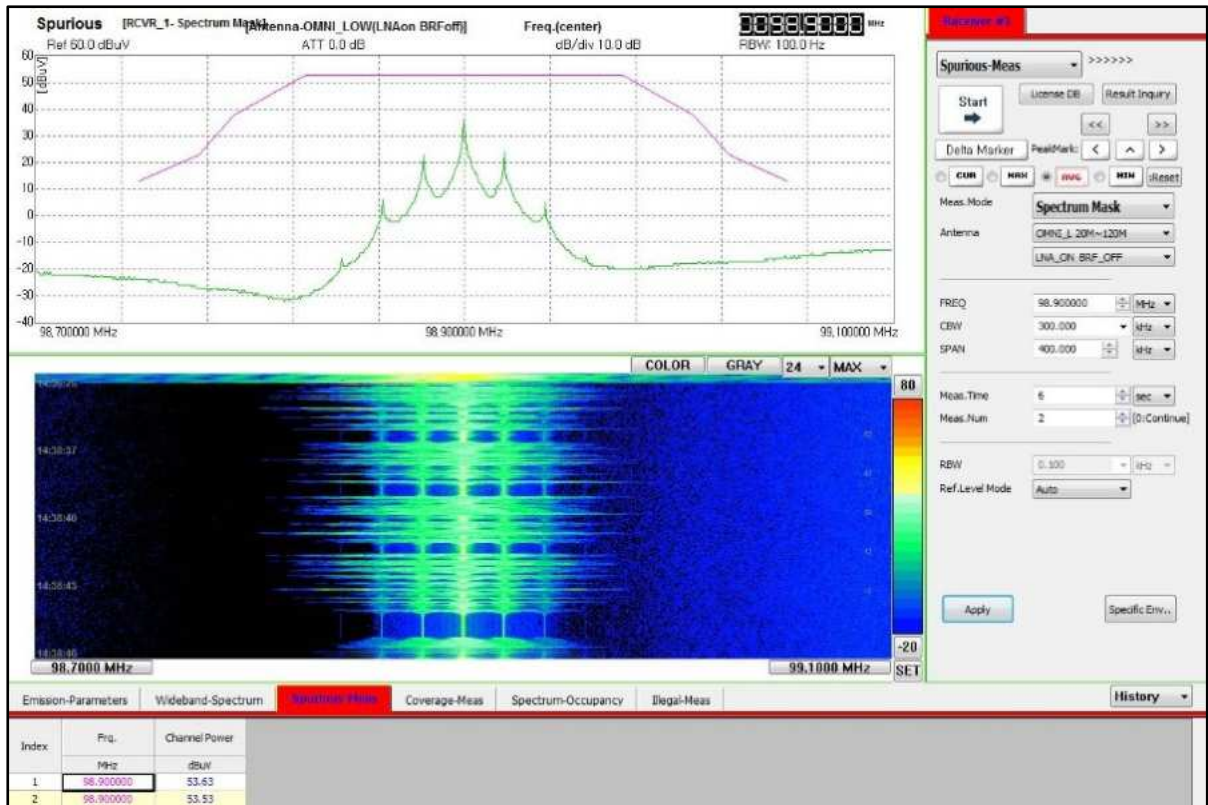 Spurious [RCVR_1- Spectrum Mask] [Antenna-OMNI_LOW(LNAon BRFoff)] Freq.(center) MHz
Ref 60.0 dBuV ATT 0.0 dB dB/div 10.0 dB RBW: 100.0 Hz
[dBuV]
60
50
40
30
20
10
0
-10
-20
-30
-40
98.700000 MHz 98.900000 MHz 99.100000 MHz
COLOR GRAY 24 MAX
80
14:38:37
14:38:40
14:38:43
14:38:46
-20
98.7000 MHz 99.1000 MHz SET
Receiver #1
Spurious-Meas >>>>>>
Start License DB Result Inquiry
<< >>
Delta Marker PeakMark: < ^ >
CUR MAX AVG MIN :Reset
Meas.Mode Spectrum Mask
Antenna OMNI_L 20M~120M
LNA_ON BRF_OFF
FREQ 98.900000 MHz
CBW 300.000 kHz
SPAN 400.000 kHz
Meas.Time 6 sec
Meas.Num 2 [0:Continue]
RBW 0.100 kHz
Ref.Level Mode Auto
Apply Specific Env..
Emission-Parameters Wideband-Spectrum Spurious-Meas Coverage-Meas Spectrum-Occupancy Illegal-Meas History
Index Frq. Channel Power
MHz dBuV
1 98.900000 53.63
2 98.900000 53.53